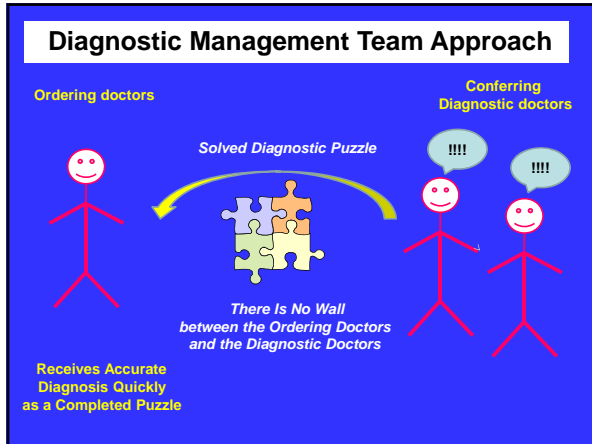 Diagnostic Management Team Approach
Ordering doctors
Conferring
Diagnostic doctors
!!!!
!!!!
Solved Diagnostic Puzzle
There Is No Wall
between the Ordering Doctors
and the Diagnostic Doctors
Receives Accurate
Diagnosis Quickly
as a Completed Puzzle